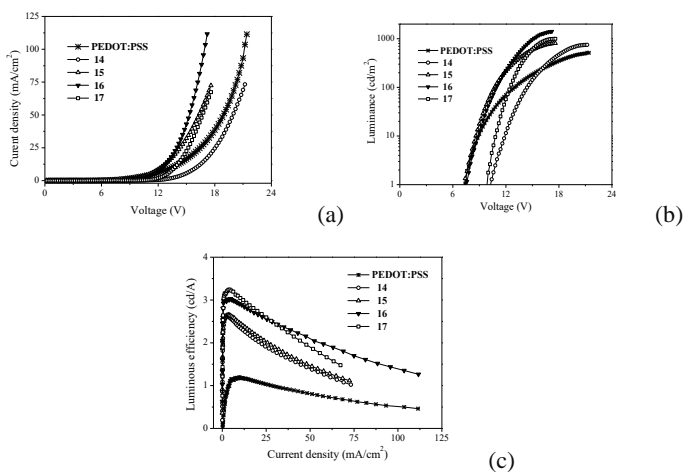 125
100
75
50
25
0
0 6 12 18 24
Curent density (mA/cm2)
Voltage (V)
PEDOT:PSS
14
15
16
17
(a)
1000
100
10
1
6 12 18 24
Luminance (cd/m2)
Voltage (V)
PEDOT:PSS
14
15
16
17
(b)
4
3
2
1
0
0 25 50 75 100 125
Luminous efficiency (cd/A)
Current density (mA/cm2)
PEDOT:PSS
14
15
16
17
(c)